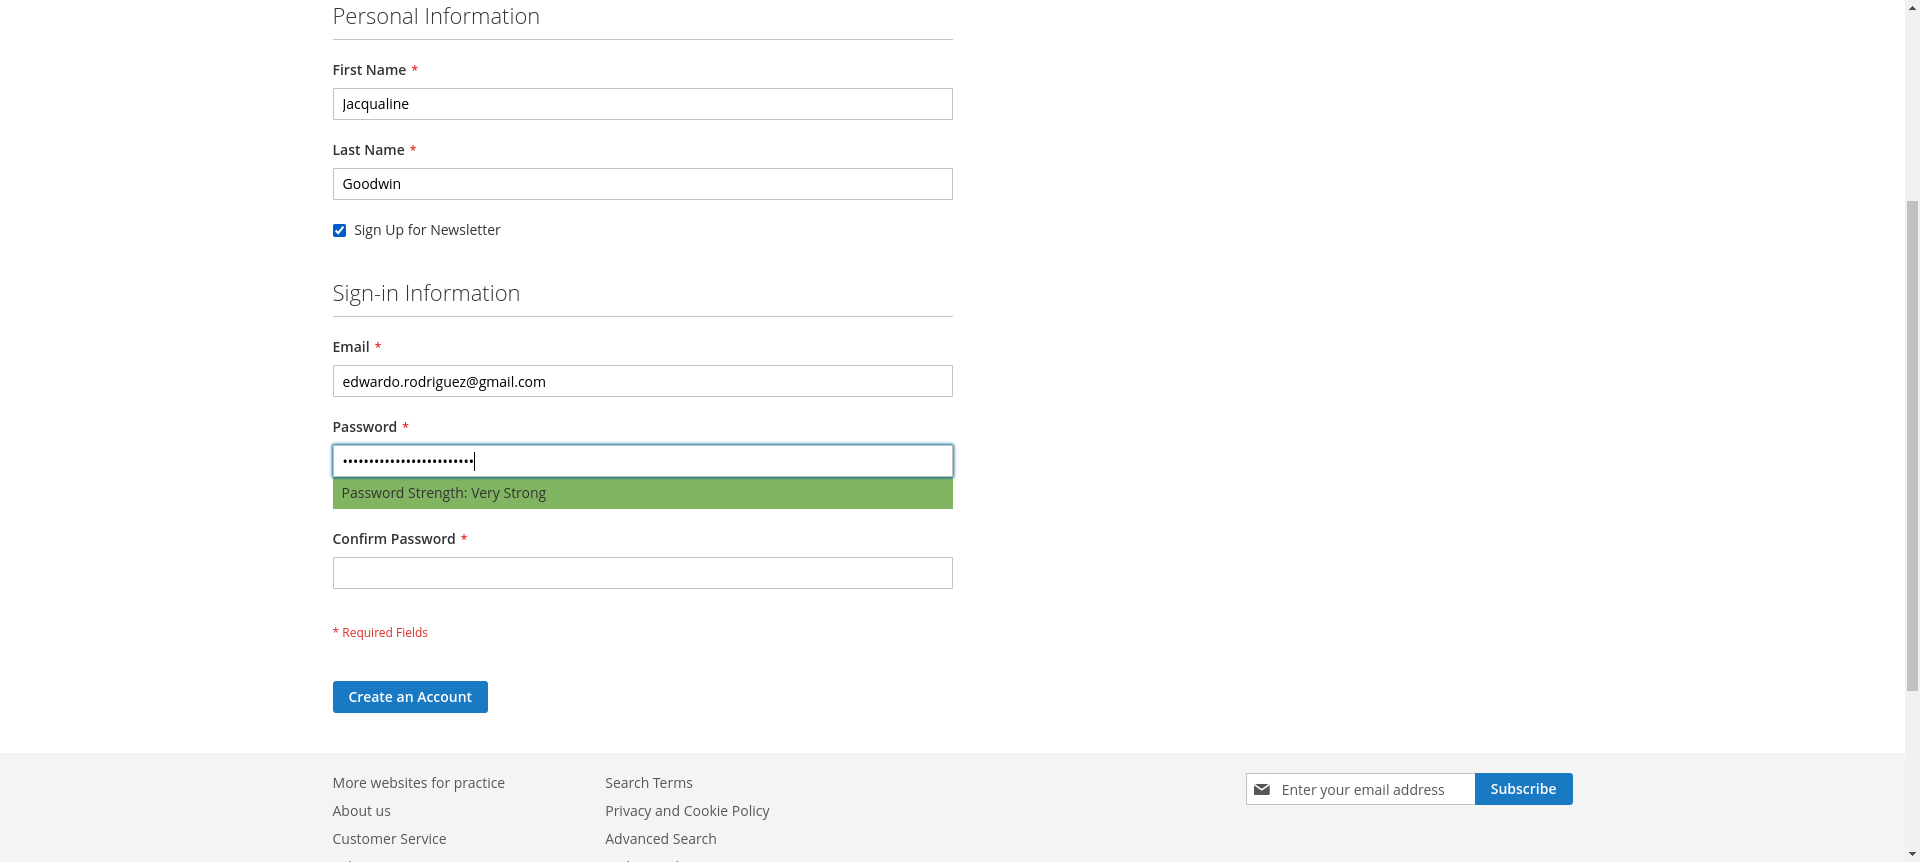 Personal Information
First Name *
Jacqualine
Last Name *
Goodwin
Sign Up for Newsletter
Sign-in Information
Email *
edwardo.rodriguez@gmail.com
Password *
•••••••••••••••••••••••••
Password Strength: Very Strong
Confirm Password *
* Required Fields
Create an Account
More websites for practice
About us
Customer Service
Search Terms
Privacy and Cookie Policy
Advanced Search
Enter your email address
Subscribe